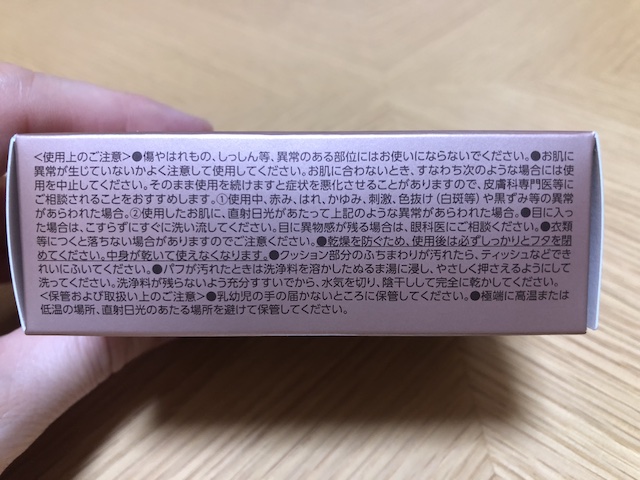 <使用上のご注意>●傷やはれもの、しっしん等、異常のある部位にはお使いにならないでください。●お肌に
異常が生じていないかよく注意して使用してください。お肌に合わないとき、すなわち次のような場合には使
用を中止してください。そのまま使用を続けますと症状を悪化させることがありますので、皮膚科専門医等に
ご相談されることをおすすめします。①使用中、赤み、はれ、かゆみ、刺激、色抜け(白斑等)や黒ずみ等の異常
があらわれた場合。②使用したお肌に、直射日光があたって上記のような異常があらわれた場合。●目に入っ
た場合は、こすらずにすぐに洗い流してください。目に異物感が残る場合は、眼科医にご相談ください。●衣類
等につくと落ちない場合がありますのでご注意ください。●乾燥を防ぐため、使用後は必ずしっかりとフタを閉
めてください。中身が乾いて使えなくなります。●クッション部分のふちまわりが汚れたら、ティッシュなどでき
れいにふいてください。●パフが汚れたときは洗浄料を溶かしたぬるま湯に浸し、やさしく押さえるようにして
洗ってください。洗浄料が残らないよう充分すすいでから、水気を切り、陰干しして完全に乾かしてください。
<保管および取扱い上のご注意>●乳幼児の手の届かないところに保管してください。●極端に高温または
低温の場所、直射日光のあたる場所を避けて保管してください。